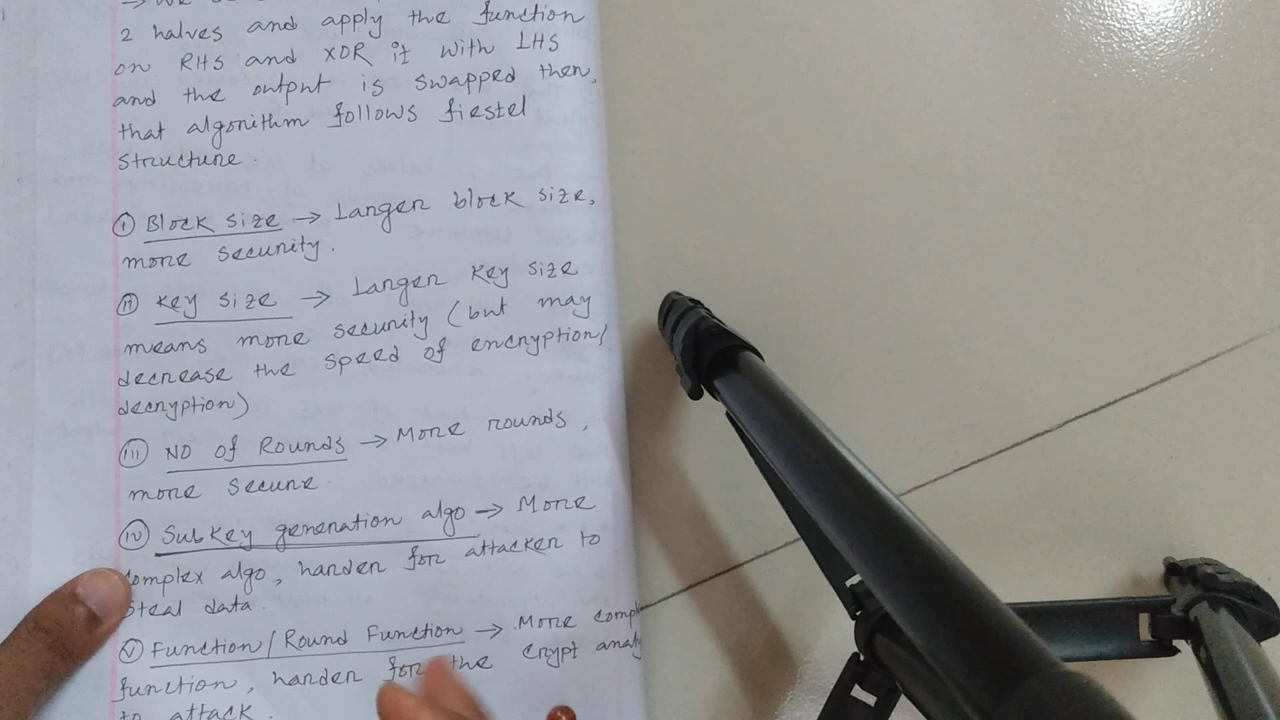 → We
2 halves and apply the function
on RHS and XOR it with LHS
and the output is swapped then,
that algorithm follows fiestel
structure.
(i) Block size → Larger block size,
more security.
(ii) Key size → Larger key size
means more security (but may
decrease the speed of encryption/
decryption)
(iii) NO of Rounds → More rounds,
more secure.
(iv) Subkey generation algo → More
complex algo, harder for attacker to
steal data.
(v) Function/Round Function → More
function, harder for the crypt
to attack.